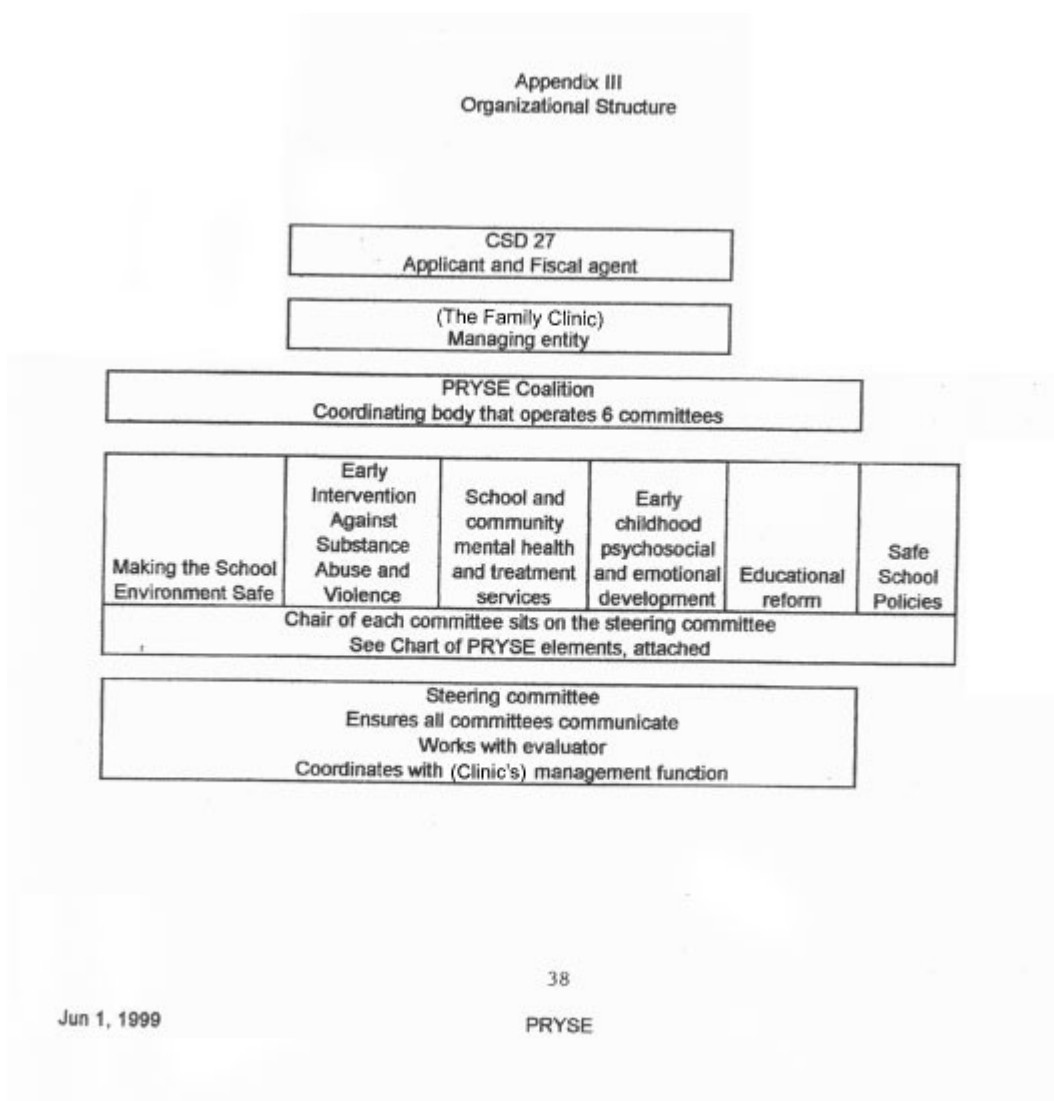 Appendix III
Organizational Structure
CSD 27
Applicant and Fiscal agent
(The Family Clinic)
Managing entity
PRYSE Coalition
Coordinating body that operates 6 committees
Making the School
Environment Safe
Early
Intervention
Against
Substance
Abuse and
Violence
School and
community
mental health
and treatment
services
Early
childhood
psychosocial
and emotional
development
Educational
reform
Safe
School
Policies
Chair of each committee sits on the steering committee
See Chart of PRYSE elements, attached
Steering committee
Ensures all committees communicate
Works with evaluator
Coordinates with (Clinic's) management function
38
Jun 1, 1999
PRYSE